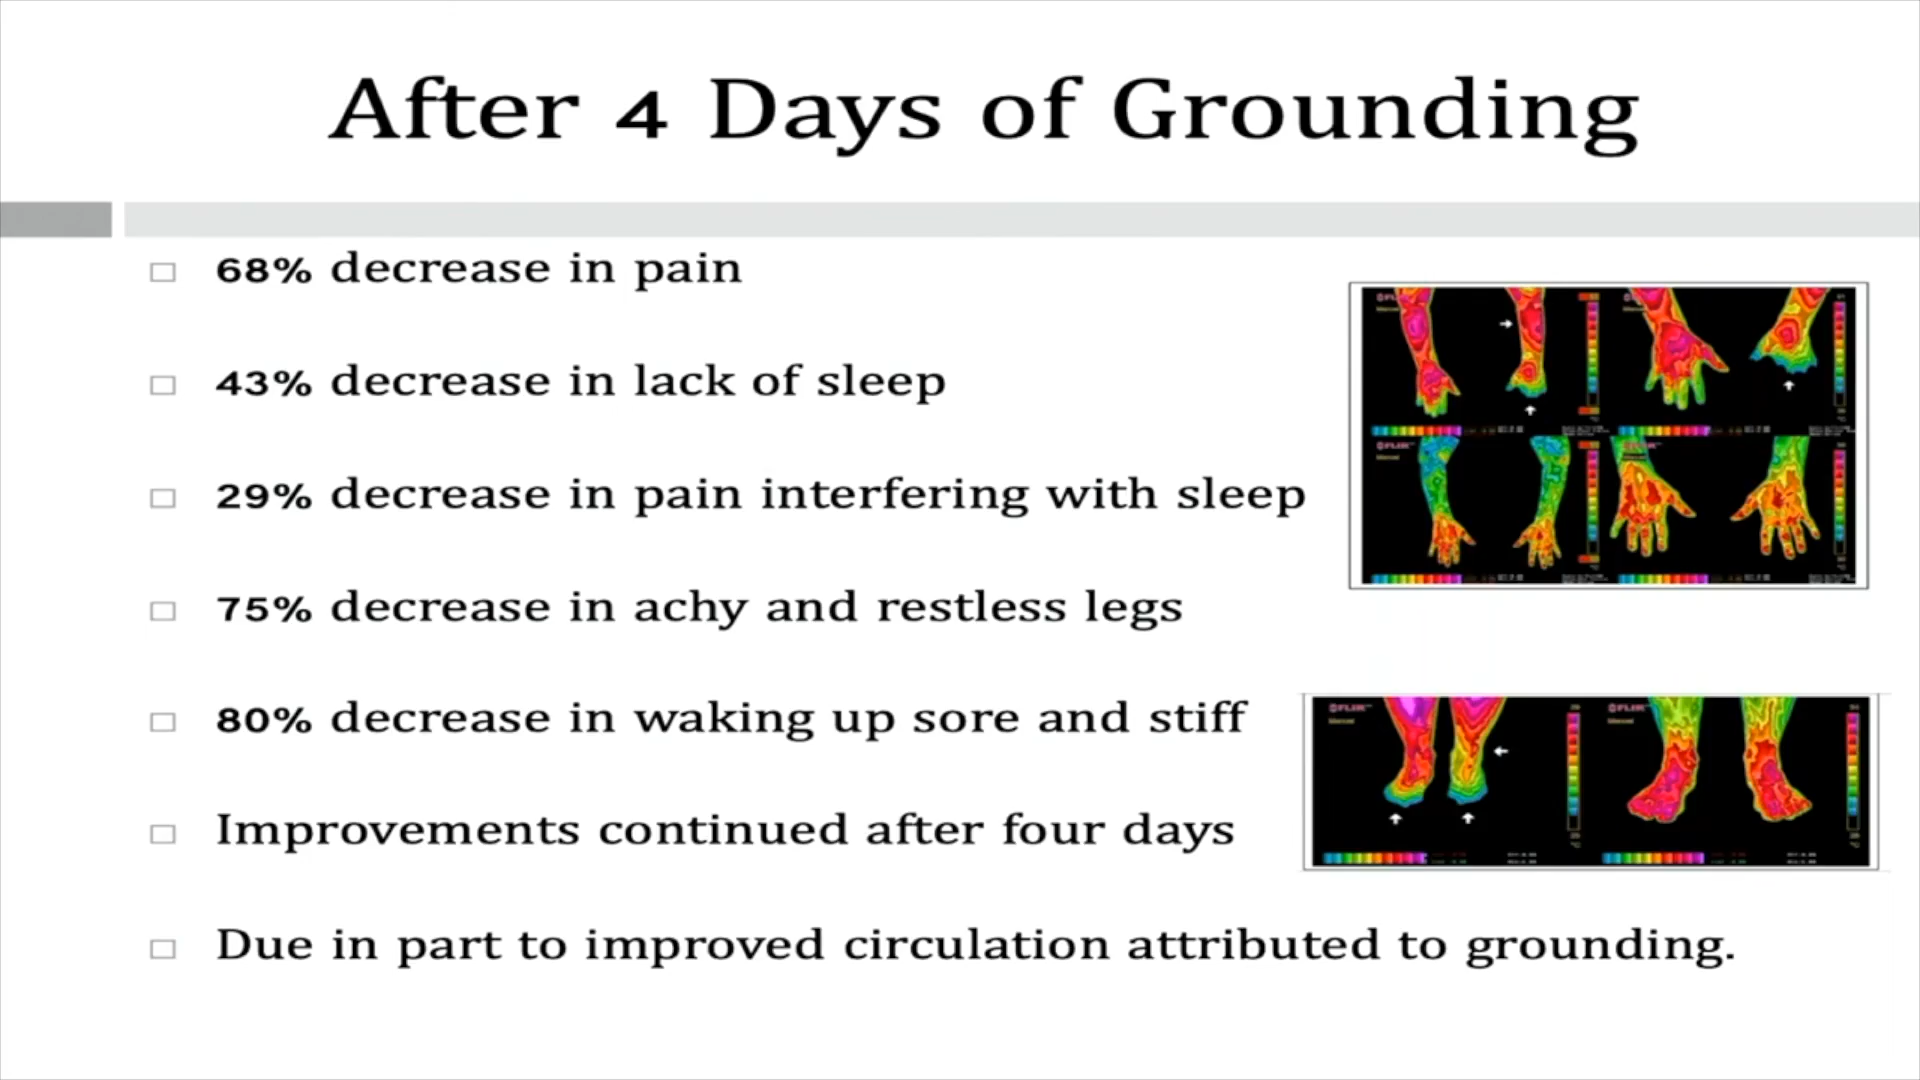 After 4 Days of Grounding
68% decrease in pain
43% decrease in lack of sleep
29% decrease in pain interfering with sleep
75% decrease in achy and restless legs
80% decrease in waking up sore and stiff
Improvements continued after four days
Due in part to improved circulation attributed to grounding.